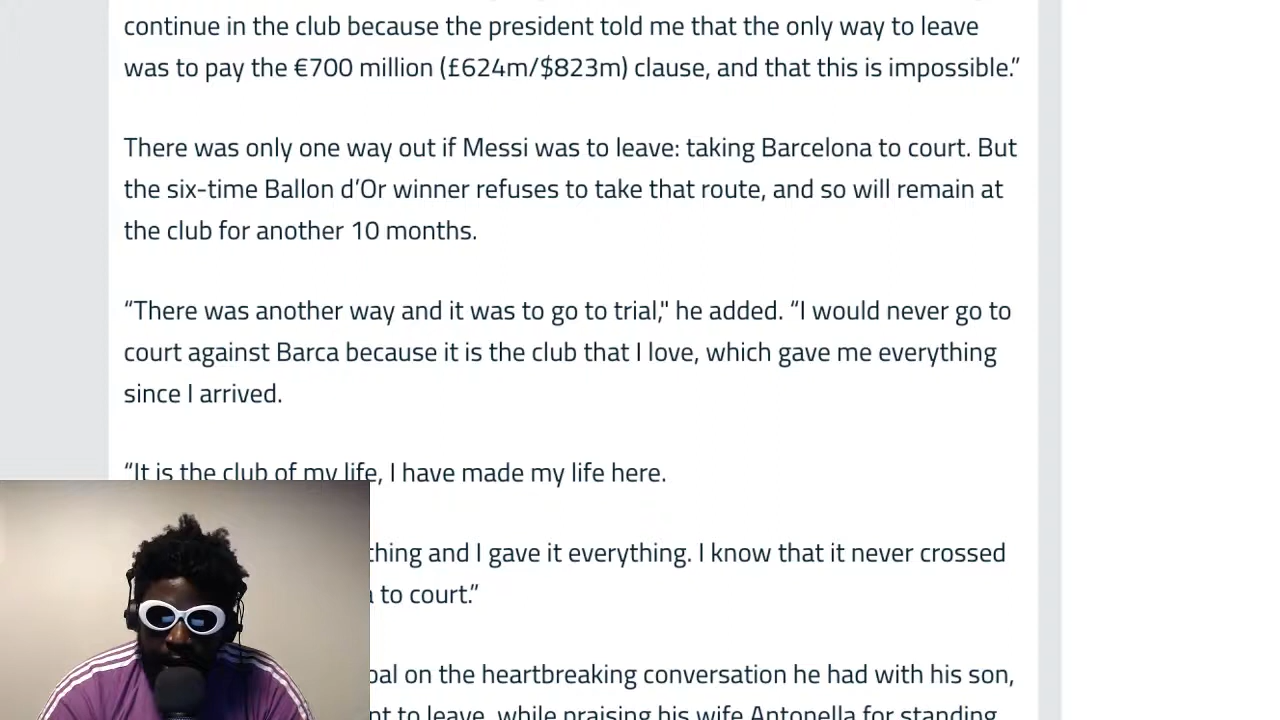 continue in the club because the president told me that the only way to leave
was to pay the €700 million (£624m/$823m) clause, and that this is impossible.”
There was only one way out if Messi was to leave: taking Barcelona to court. But
the six-time Ballon d’Or winner refuses to take that route, and so will remain at
the club for another 10 months.
“There was another way and it was to go to trial," he added. “I would never go to
court against Barca because it is the club that I love, which gave me everything
since I arrived.
“It is the club of my life, I have made my life here.
thing and I gave it everything. I know that it never crossed
to court.”
on the heartbreaking conversation he had with his son,
to leave, while praising his wife Antonella for standing